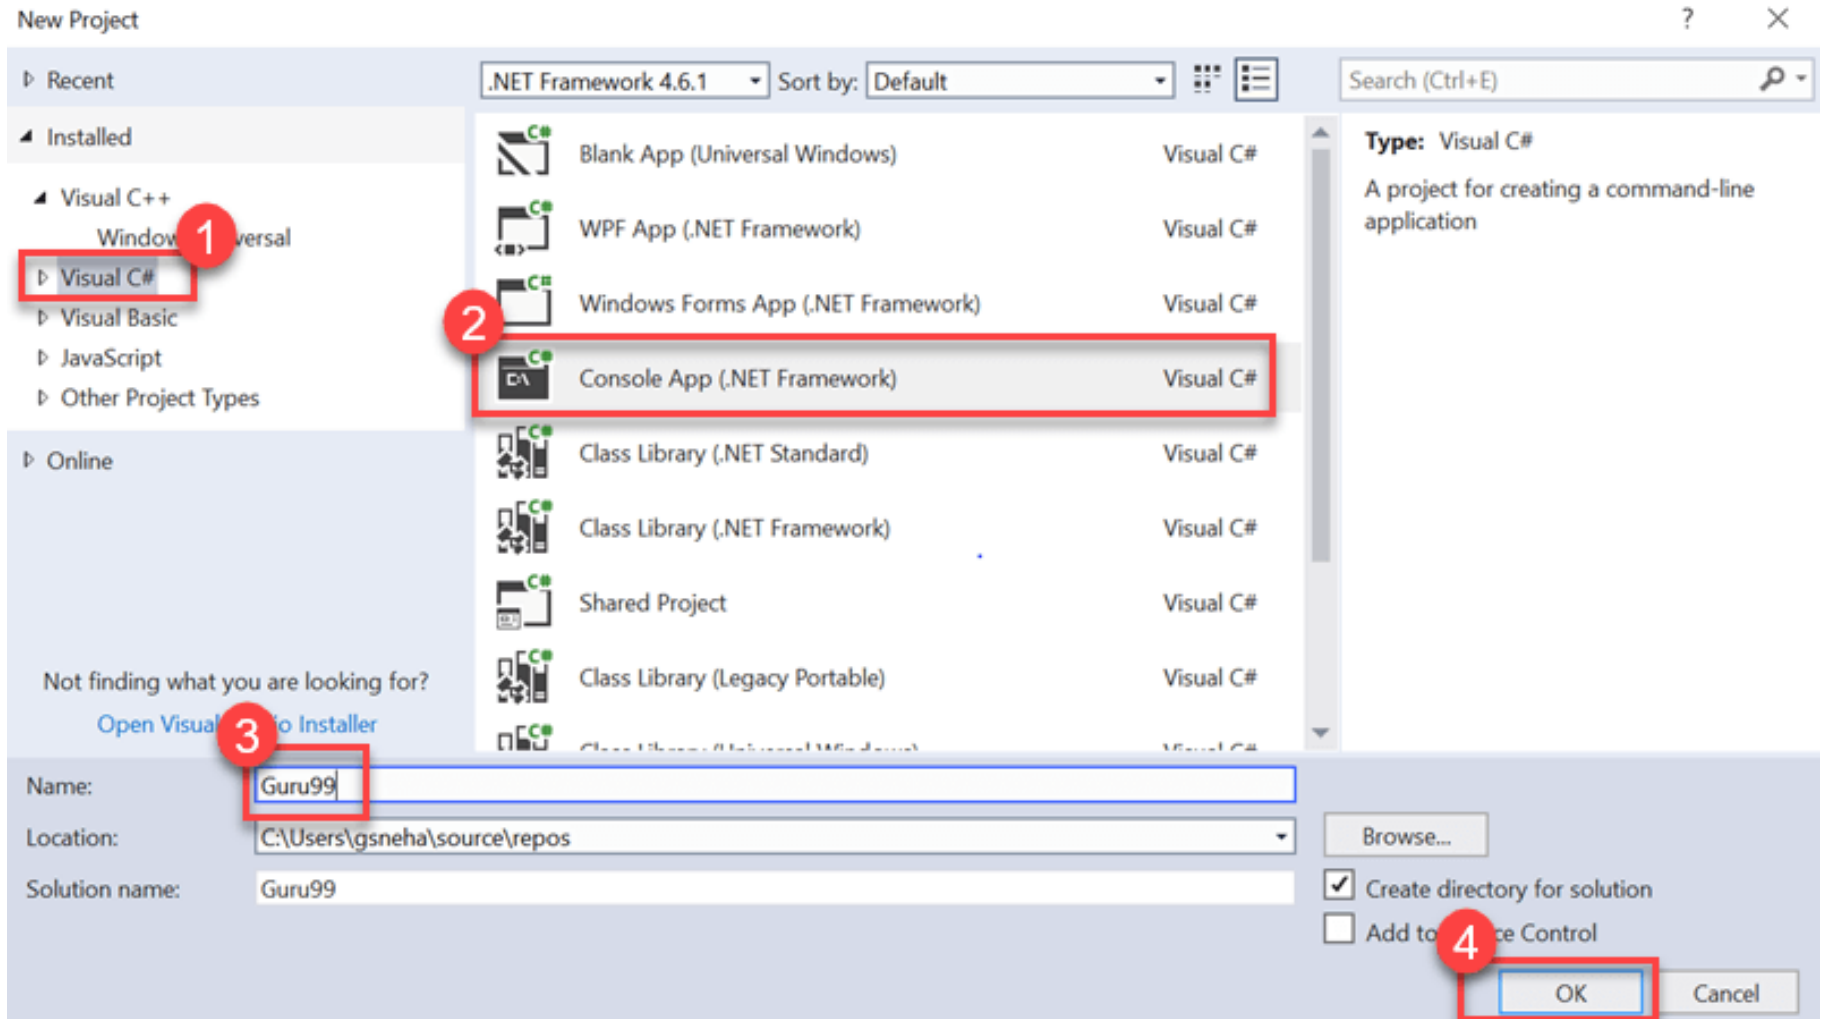 New Project
?
Recent
.NET Framework 4.6.1
Sort by: Default
Search (Ctrl+E)
Installed
Visual C++
1
Visual C#
Visual Basic
JavaScript
Other Project Types
Online
Not finding what you are looking for?
Open Installer
C#
Blank App (Universal Windows) Visual C#
C#
WPF App (.NET Framework) Visual C#
C#
Windows Forms App (.NET Framework) Visual C#
2
C#
Console App (.NET Framework) Visual C#
C#
Class Library (.NET Standard) Visual C#
C#
Class Library (.NET Framework) Visual C#
C#
Shared Project Visual C#
C#
Class Library (Legacy Portable) Visual C#
Type: Visual C#
A project for creating a command-line
application
3
Name: Guru99
Location: C:\Users\gsneha\source\repos
Browse...
Solution name: Guru99
Create directory for solution
Add Control
4
OK
Cancel